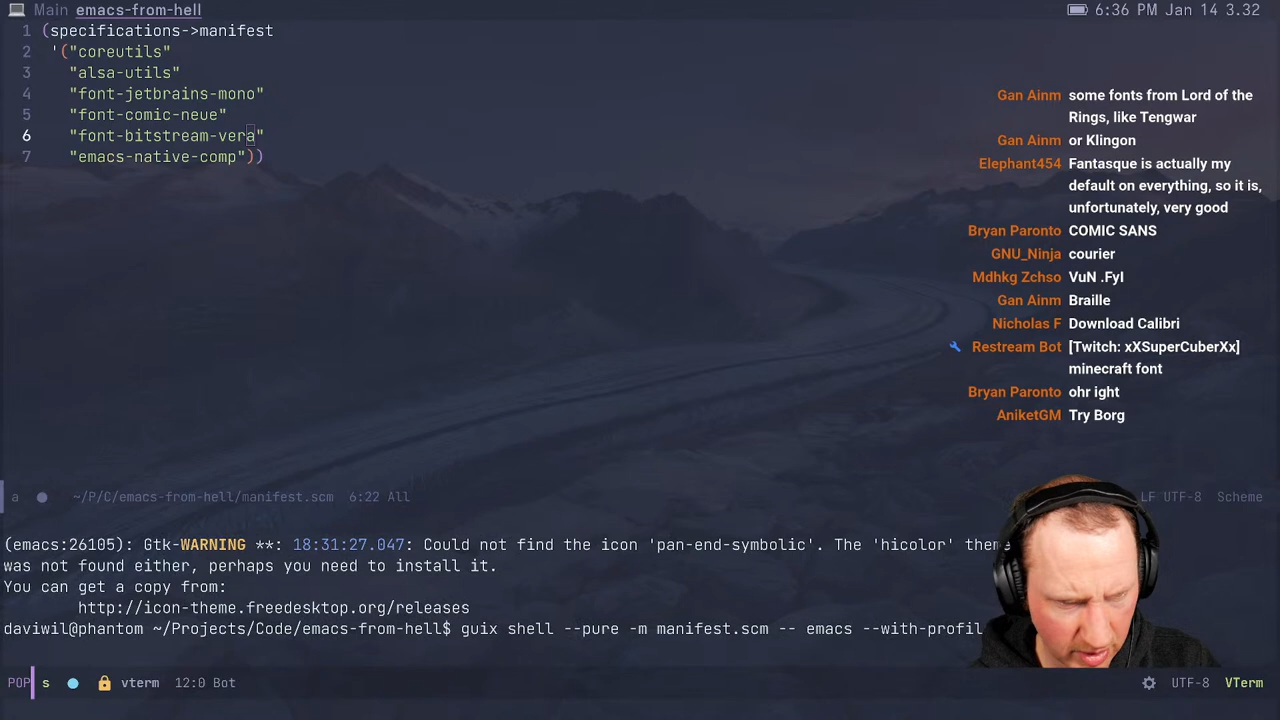 Main emacs-from-hell
6:36 PM Jan 14 3.32
1 (specifications->manifest
2 '("coreutils"
3 "alsa-utils"
4 "font-jetbrains-mono"
5 "font-comic-neue"
6 "font-bitstream-vera"
7 "emacs-native-comp"))
Gan Ainm some fonts from Lord of the
Rings, like Tengwar
Gan Ainm or Klingon
Elephant454 Fantasque is actually my
default on everything, so it is,
unfortunately, very good
Bryan Paronto COMIC SANS
GNU_Ninja courier
Mdhkg Zchso VuN .FyI
Gan Ainm Braille
Nicholas F Download Calibri
Restream Bot [Twitch: xXSuperCuberXx]
minecraft font
Bryan Paronto ohr ight
AniketGM Try Borg
a ~/P/C/emacs-from-hell/manifest.scm 6:22 All LF UTF-8 Scheme
(emacs:26105): Gtk-WARNING **: 18:31:27.047: Could not find the icon 'pan-end-symbolic'. The 'hicolor' theme
was not found either, perhaps you need to install it.
You can get a copy from:
http://icon-theme.freedesktop.org/releases
daviwil@phantom ~/Projects/Code/emacs-from-hell$ guix shell --pure -m manifest.scm -- emacs --with-profil
POP s vterm 12:0 Bot UTF-8 VTerm